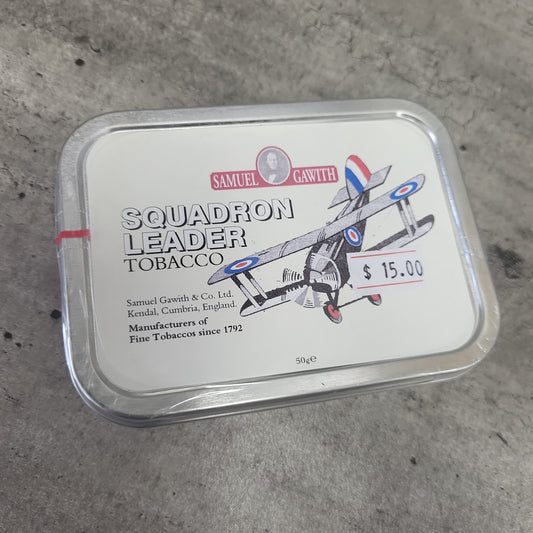 SAMUEL GAWITH
SQUADRON
LEADER
TOBACCO
$ 15.00
Samuel Gawith & Co. Ltd.
Kendal, Cumbria, England.
Manufacturers of
Fine Tobaccos since 1792
50g℮